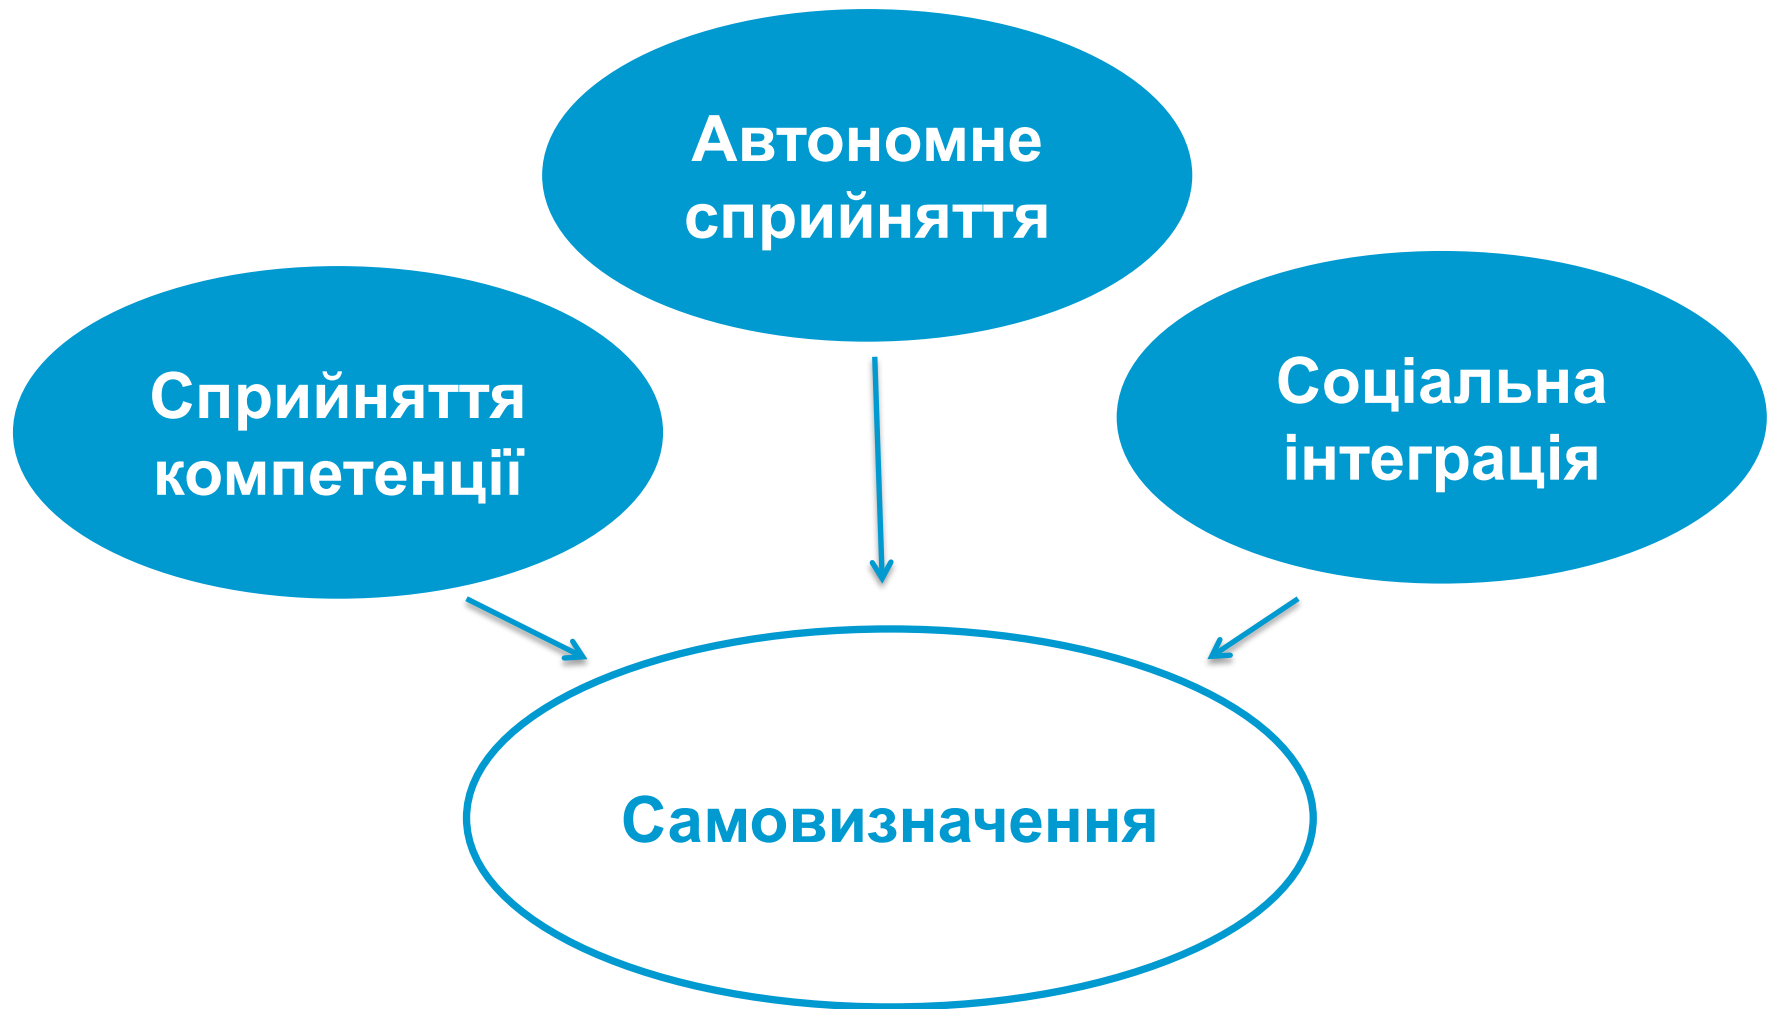 Автономне
сприйняття
Сприйняття
компетенції
Соціальна
інтеграція
Самовизначення